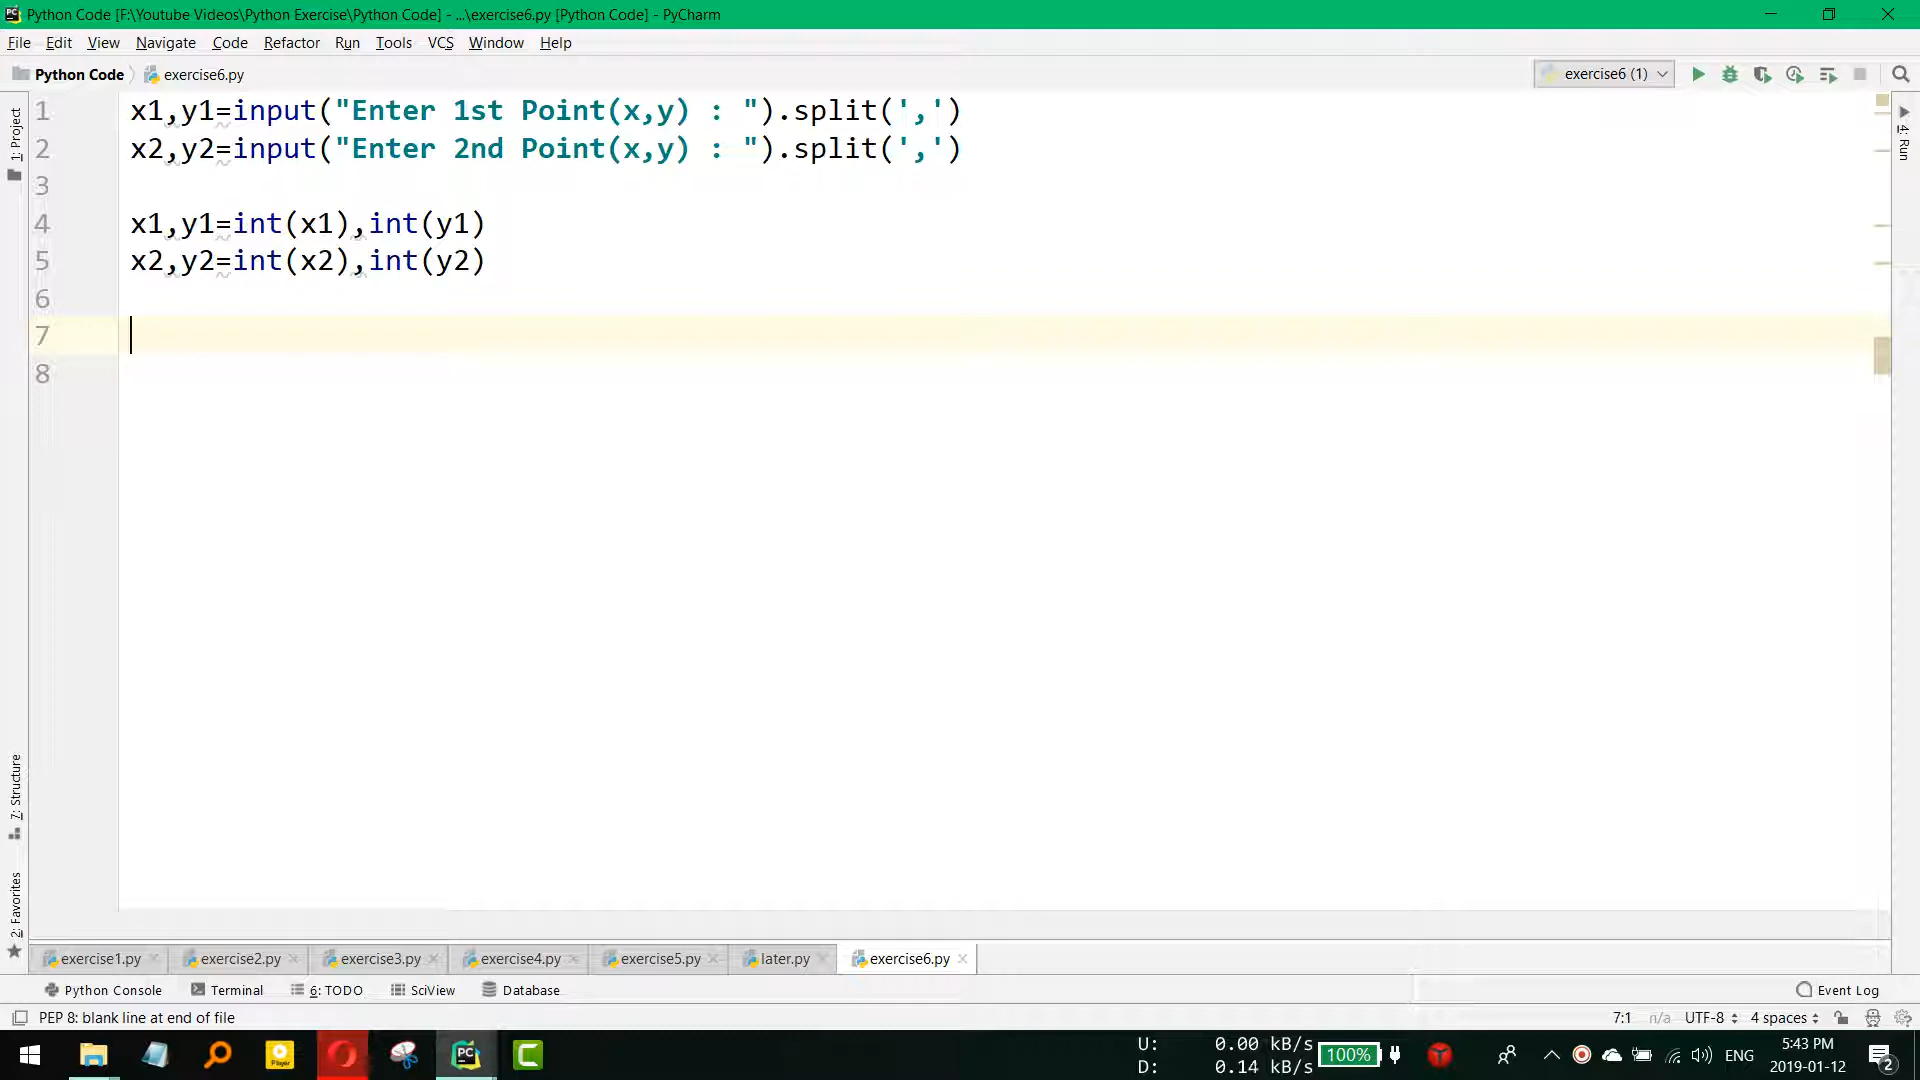 Python Code [F:\Youtube Videos\Python Exercise\Python Code] - ...\exercise6.py [Python Code] - PyCharm
File Edit View Navigate Code Refactor Run Tools VCS Window Help
Python Code exercise6.py exercise6 (1)
1 x1,y1=input("Enter 1st Point(x,y) : ").split(',')
2 x2,y2=input("Enter 2nd Point(x,y) : ").split(',')
3
4 x1,y1=int(x1),int(y1)
5 x2,y2=int(x2),int(y2)
6
7
8
1: Project
7: Structure
2: Favorites
4: Run
exercise1.py exercise2.py exercise3.py exercise4.py exercise5.py later.py exercise6.py
Python Console Terminal 6: TODO SciView Database Event Log
PEP 8: blank line at end of file 7:1 n/a UTF-8 4 spaces
U: 0.00 kB/s
D: 0.14 kB/s
100%
ENG
5:43 PM
2019-01-12
2